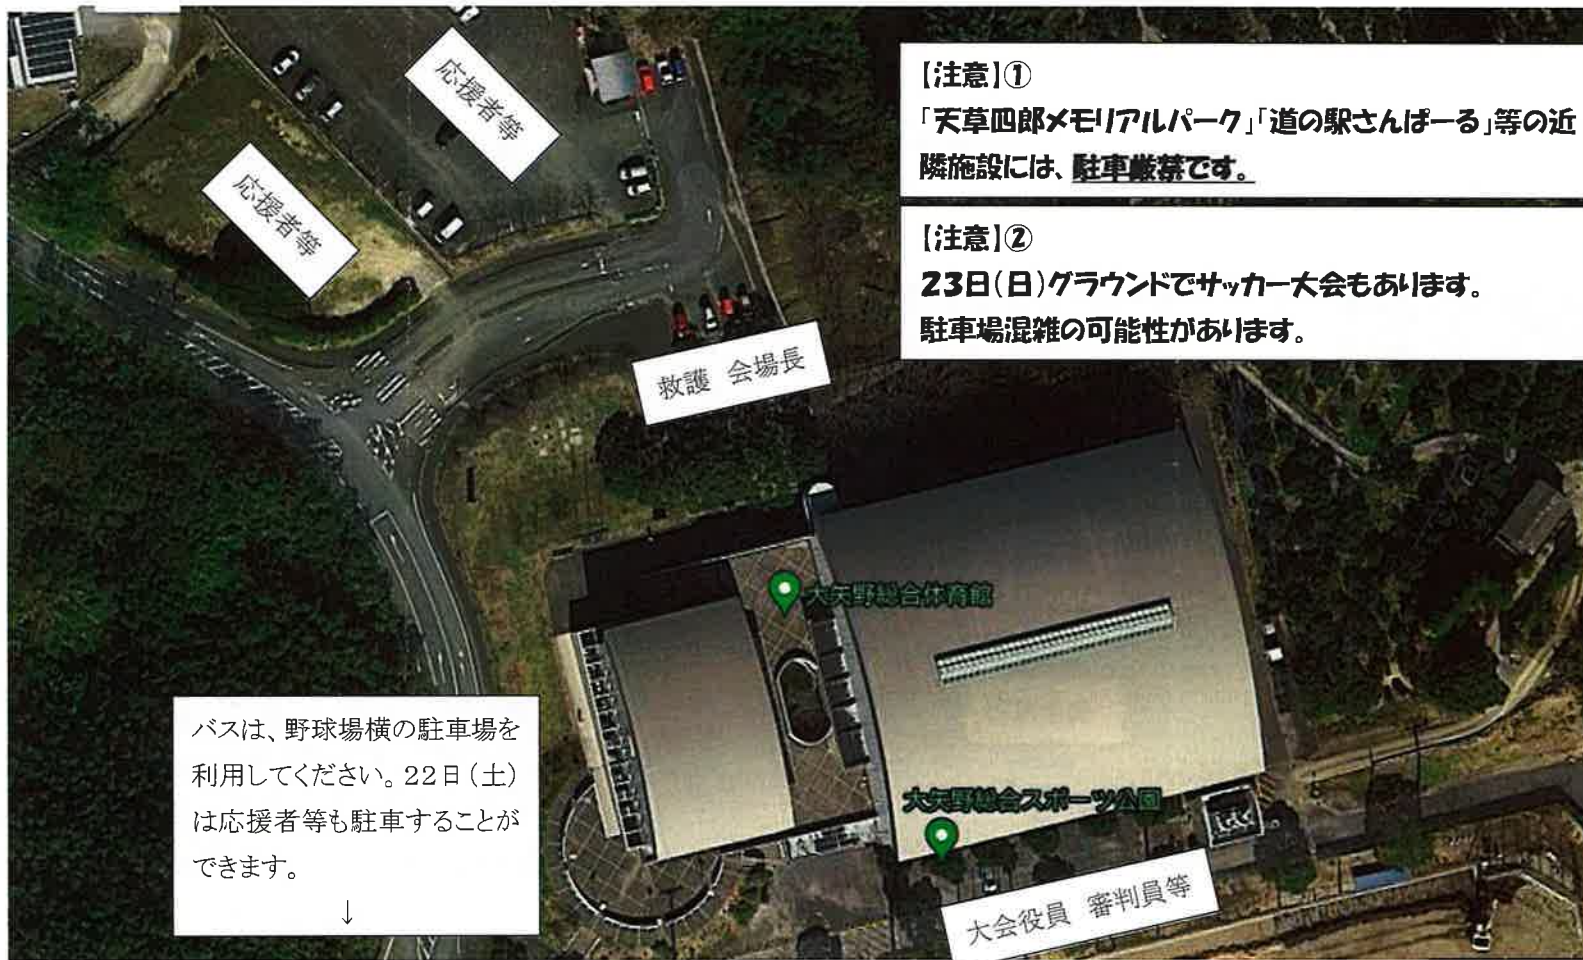 【注意】①
「天草四郎メモリアルパーク」「道の駅さんぱーる」等の近
隣施設には、駐車厳禁です。
【注意】②
23日(日)グラウンドでサッカー大会もあります。
駐車場混雑の可能性があります。
応援者等
応援者等
救護 会場長
大矢野総合体育館
バスは、野球場横の駐車場を
利用してください。22日(土)
は応援者等も駐車することが
できます。
↓
大矢野総合スポーツ公園
大会役員 審判員等